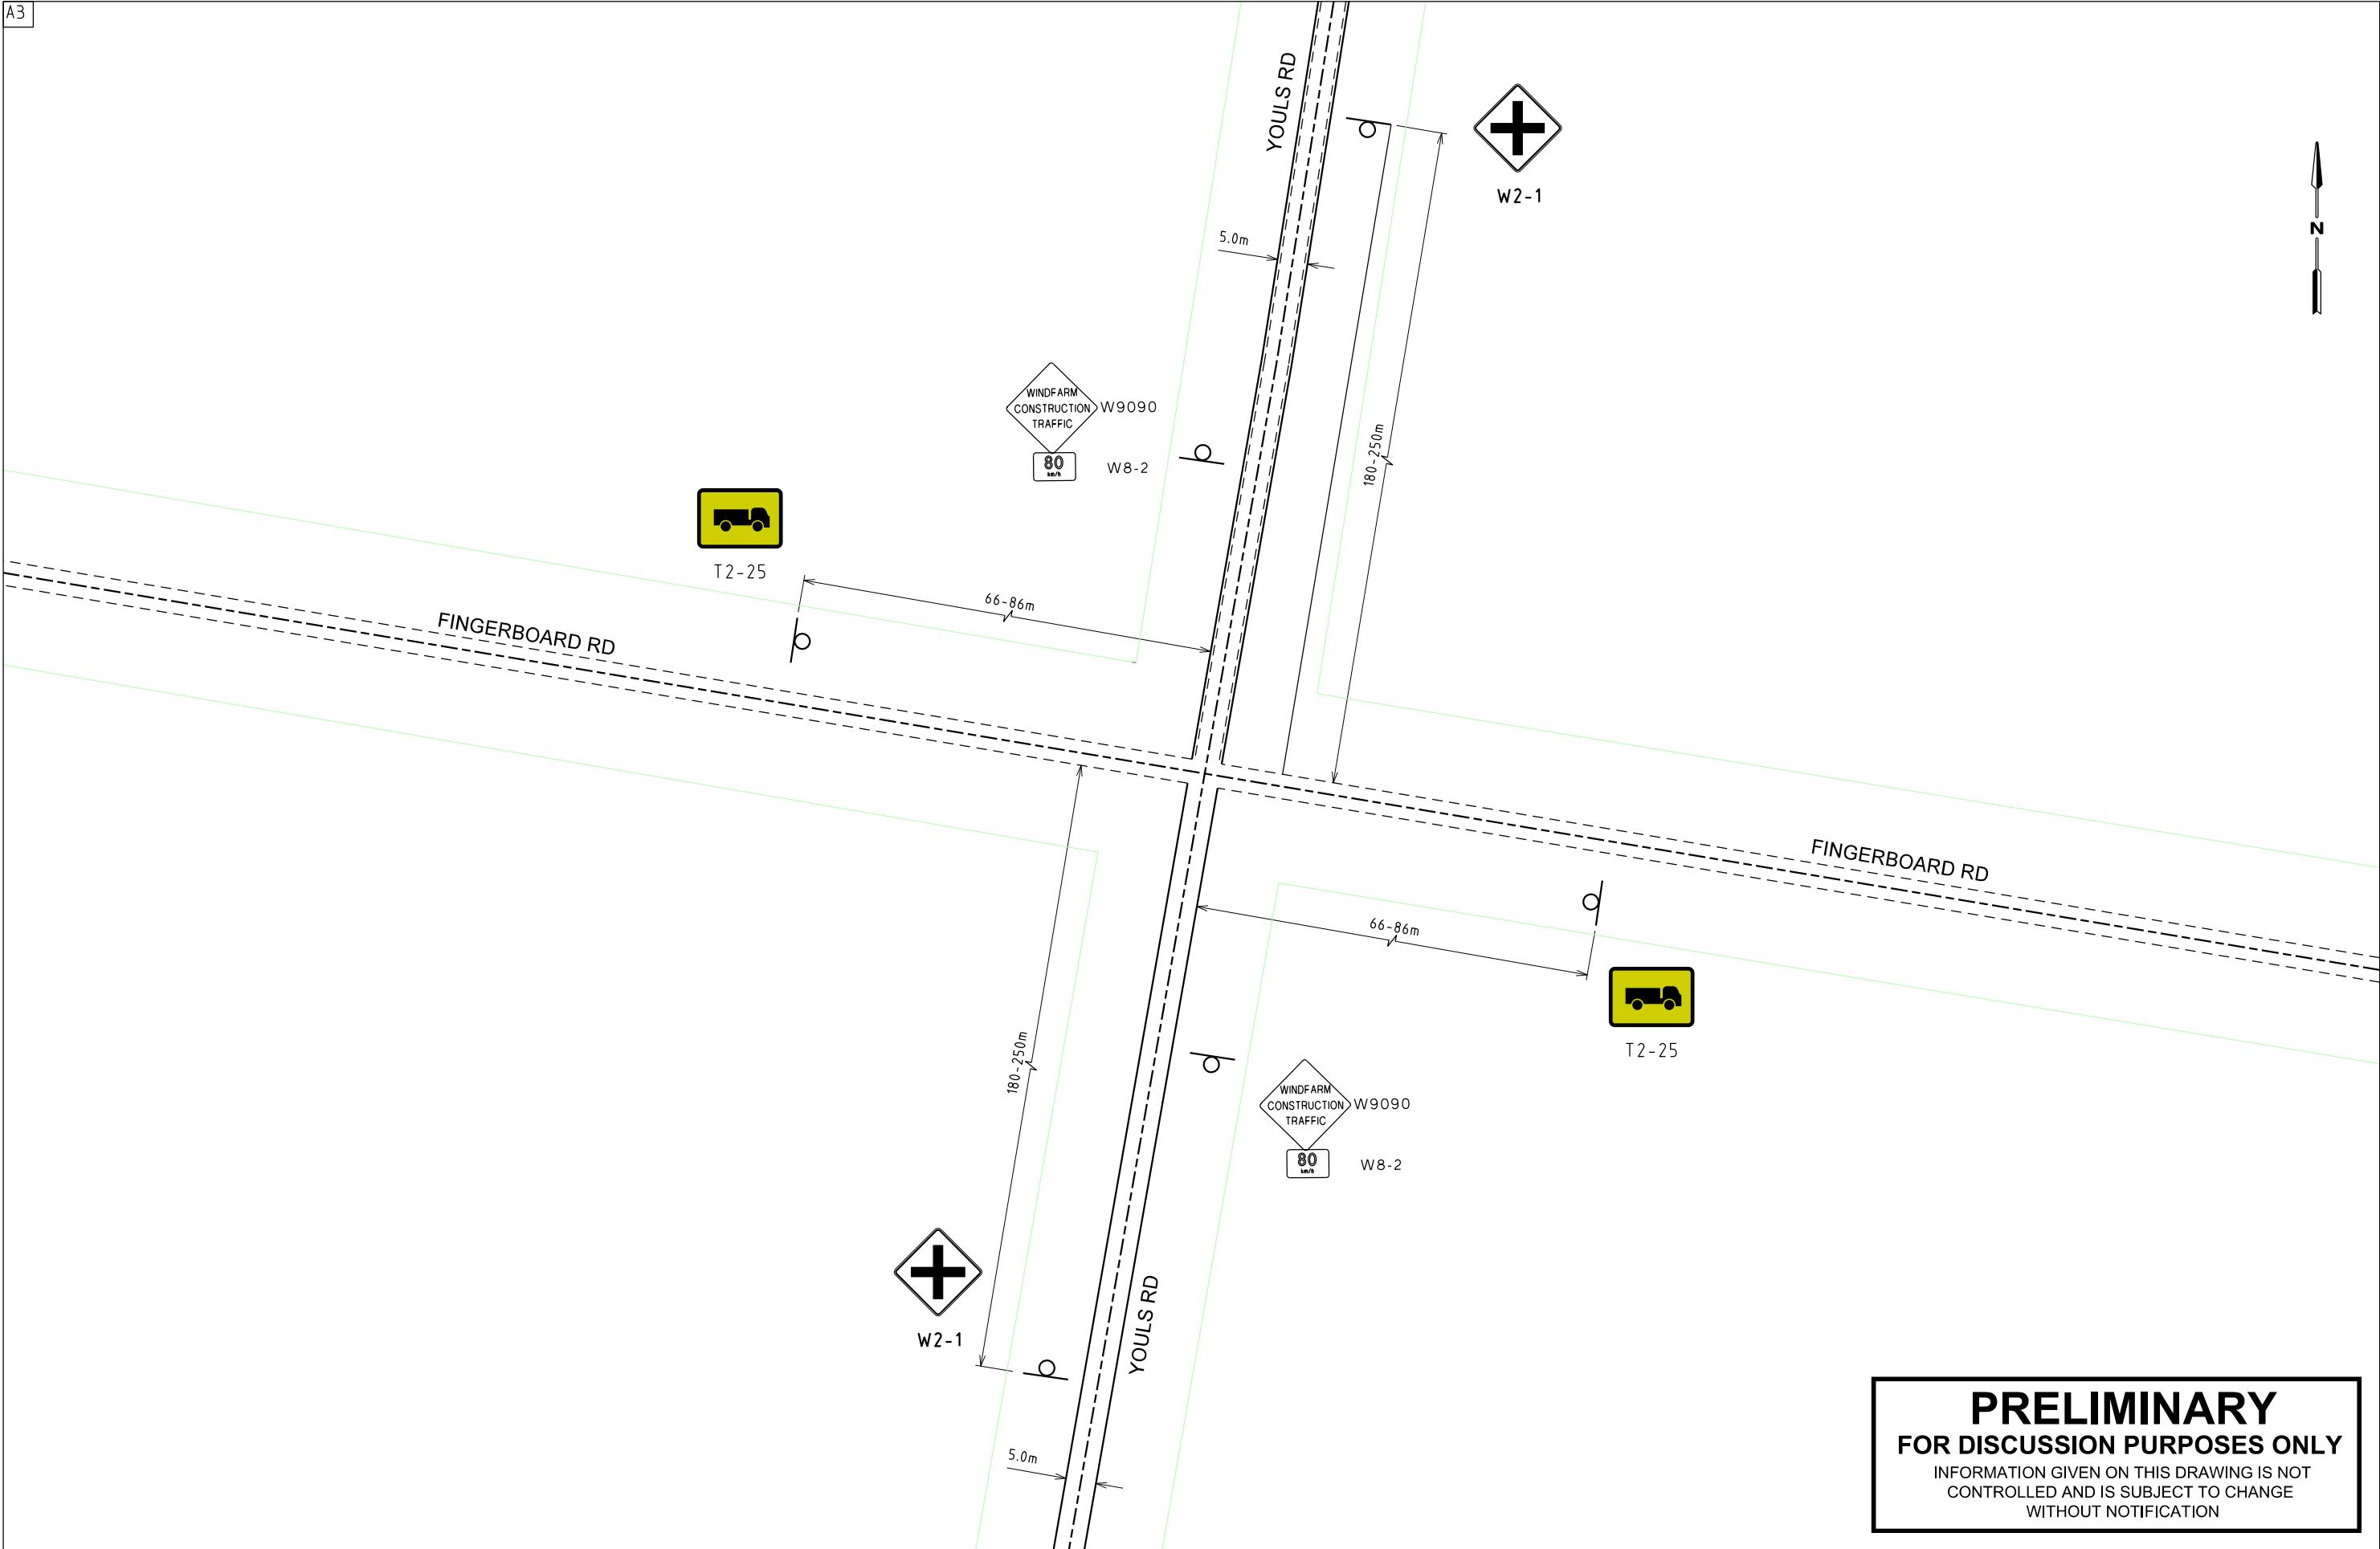 A3
YOULS RD
W2-1
N
5.0m
WINDFARM
CONSTRUCTION
TRAFFIC
W9090
80
km/h
W8-2
180-250m
T2-25
66-86m
FINGERBOARD RD
FINGERBOARD RD
66-86m
T2-25
180-250m
WINDFARM
CONSTRUCTION
TRAFFIC
W9090
80
km/h
W8-2
W2-1
YOULS RD
5.0m
PRELIMINARY
FOR DISCUSSION PURPOSES ONLY
INFORMATION GIVEN ON THIS DRAWING IS NOT
CONTROLLED AND IS SUBJECT TO CHANGE
WITHOUT NOTIFICATION